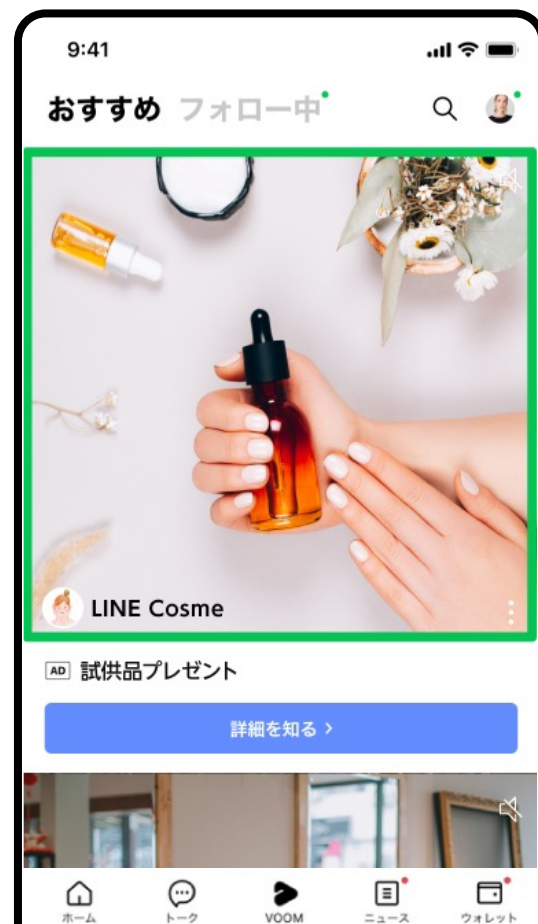 9:41
おすすめ フォロー中
LINE Cosme
AD 試供品プレゼント
詳細を知る >
ホーム トーク VOOM ニュース ウォレット